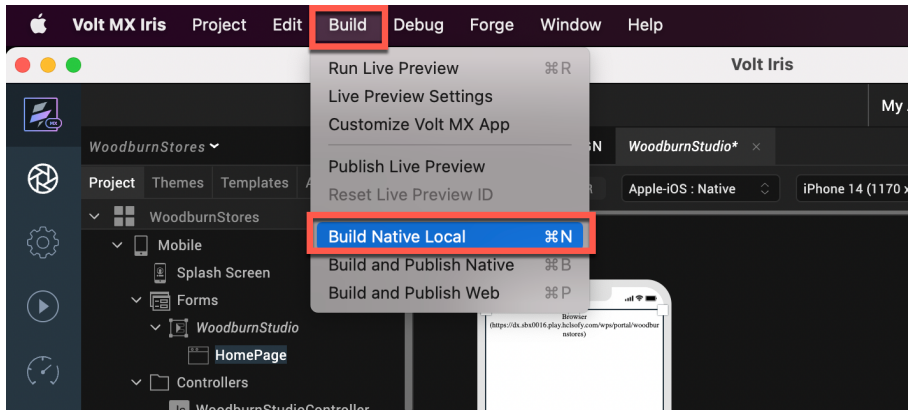 Volt MX Iris Project Edit Build Debug Forge Window Help
Run Live Preview ⌘R
Live Preview Settings
Customize Volt MX App
Publish Live Preview
Reset Live Preview ID
Build Native Local ⌘N
Build and Publish Native ⌘B
Build and Publish Web ⌘P
Volt Iris
MX
My
WoodburnStores
WoodburnStudio*
Project Themes Templates
Apple-iOS : Native
iPhone 14 (1170 x
WoodburnStores
Mobile
Splash Screen
Forms
WoodburnStudio
HomePage
Controllers
WoodburnStudioController
Browser
(https://dx.sbx0016.play.hclsofy.com/wps/portal/woodbur
nstores)